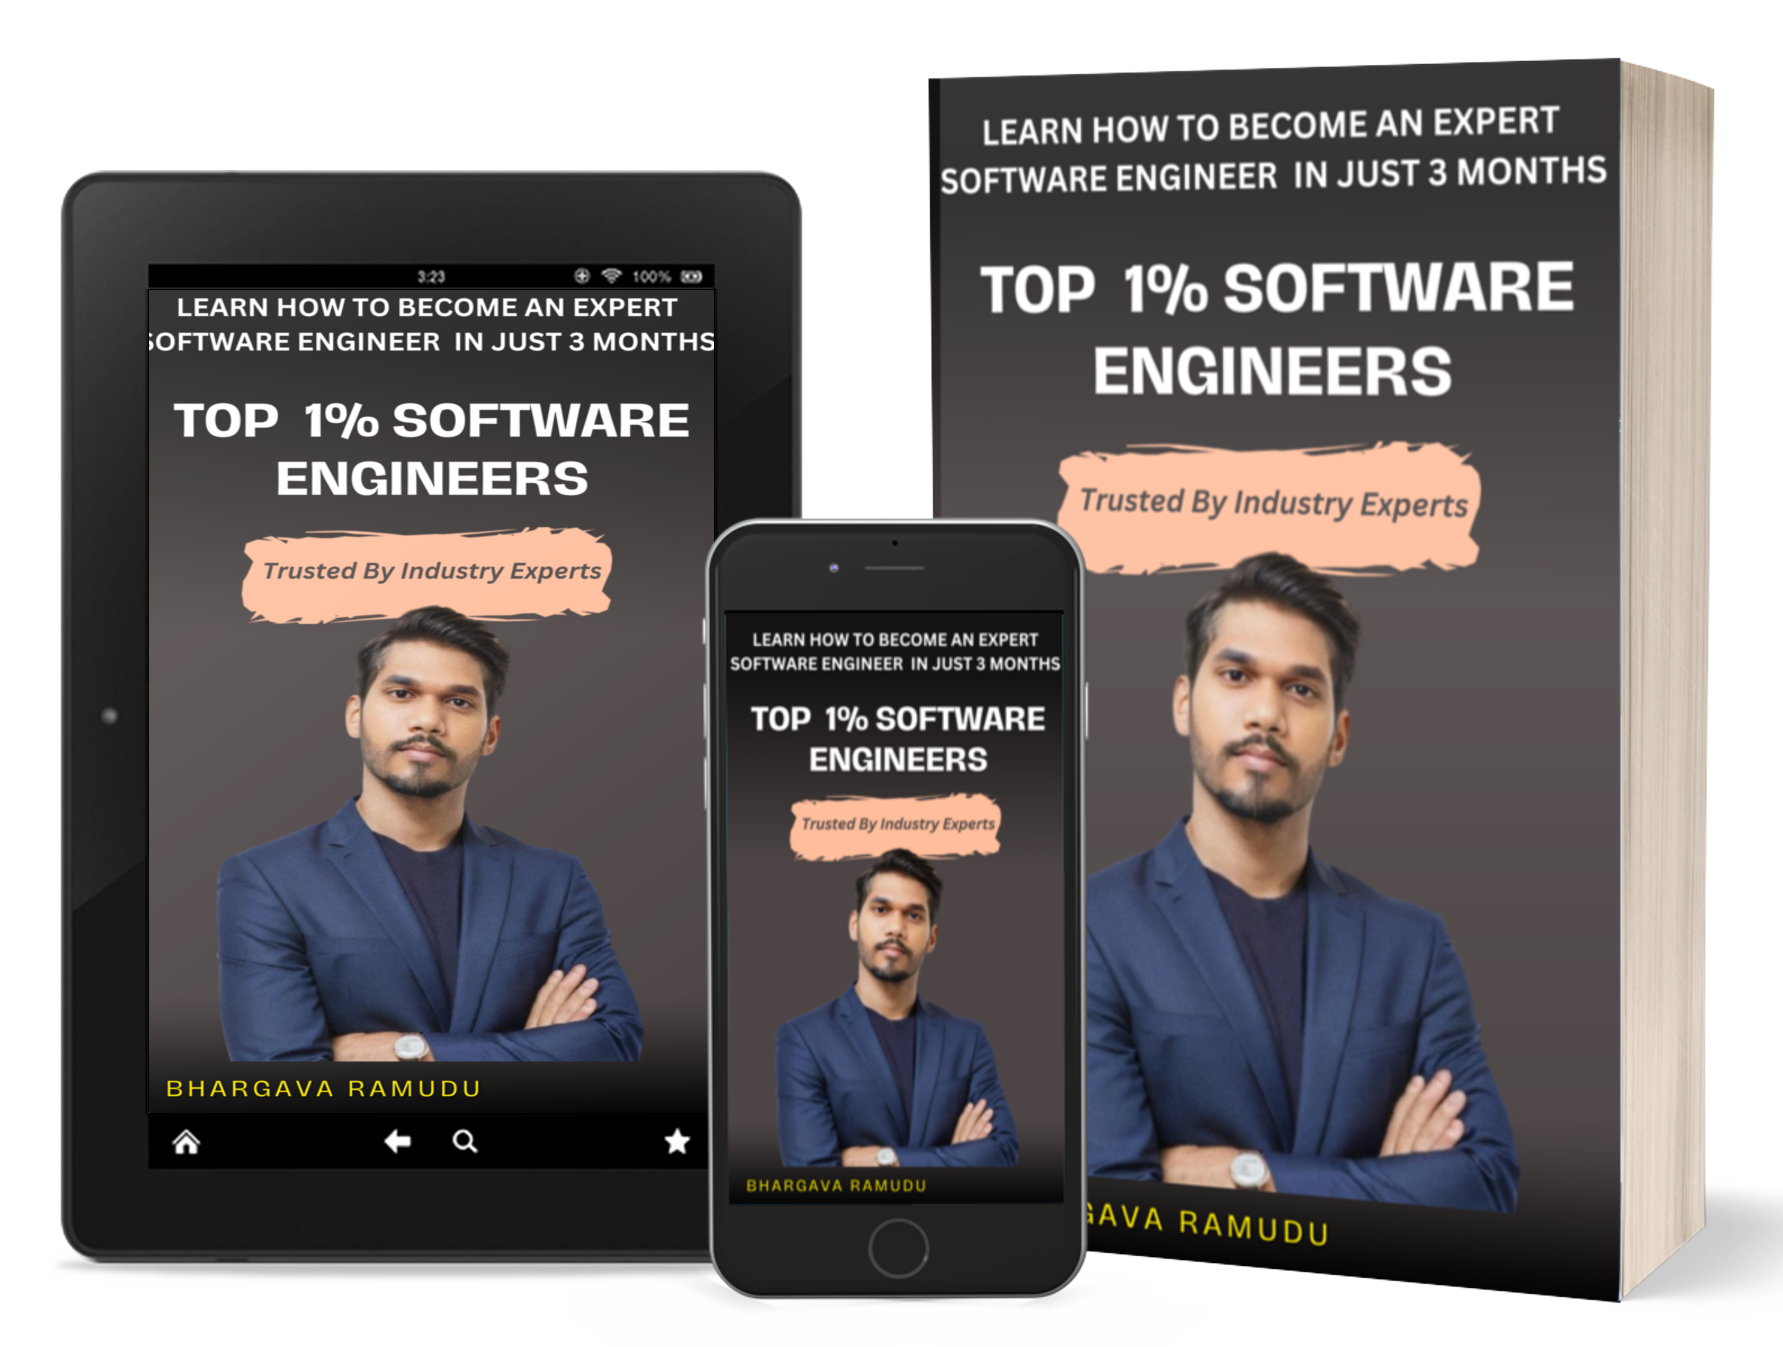 3:23 100%
LEARN HOW TO BECOME AN EXPERT
SOFTWARE ENGINEER IN JUST 3 MONTHS
TOP 1% SOFTWARE
ENGINEERS
Trusted By Industry Experts
BHARGAVA RAMUDU
LEARN HOW TO BECOME AN EXPERT
SOFTWARE ENGINEER IN JUST 3 MONTHS
TOP 1% SOFTWARE
ENGINEERS
Trusted By Industry Experts
BHARGAVA RAMUDU
LEARN HOW TO BECOME AN EXPERT
SOFTWARE ENGINEER IN JUST 3 MONTHS
TOP 1% SOFTWARE
ENGINEERS
Trusted By Industry Experts
GAVA RAMUDU